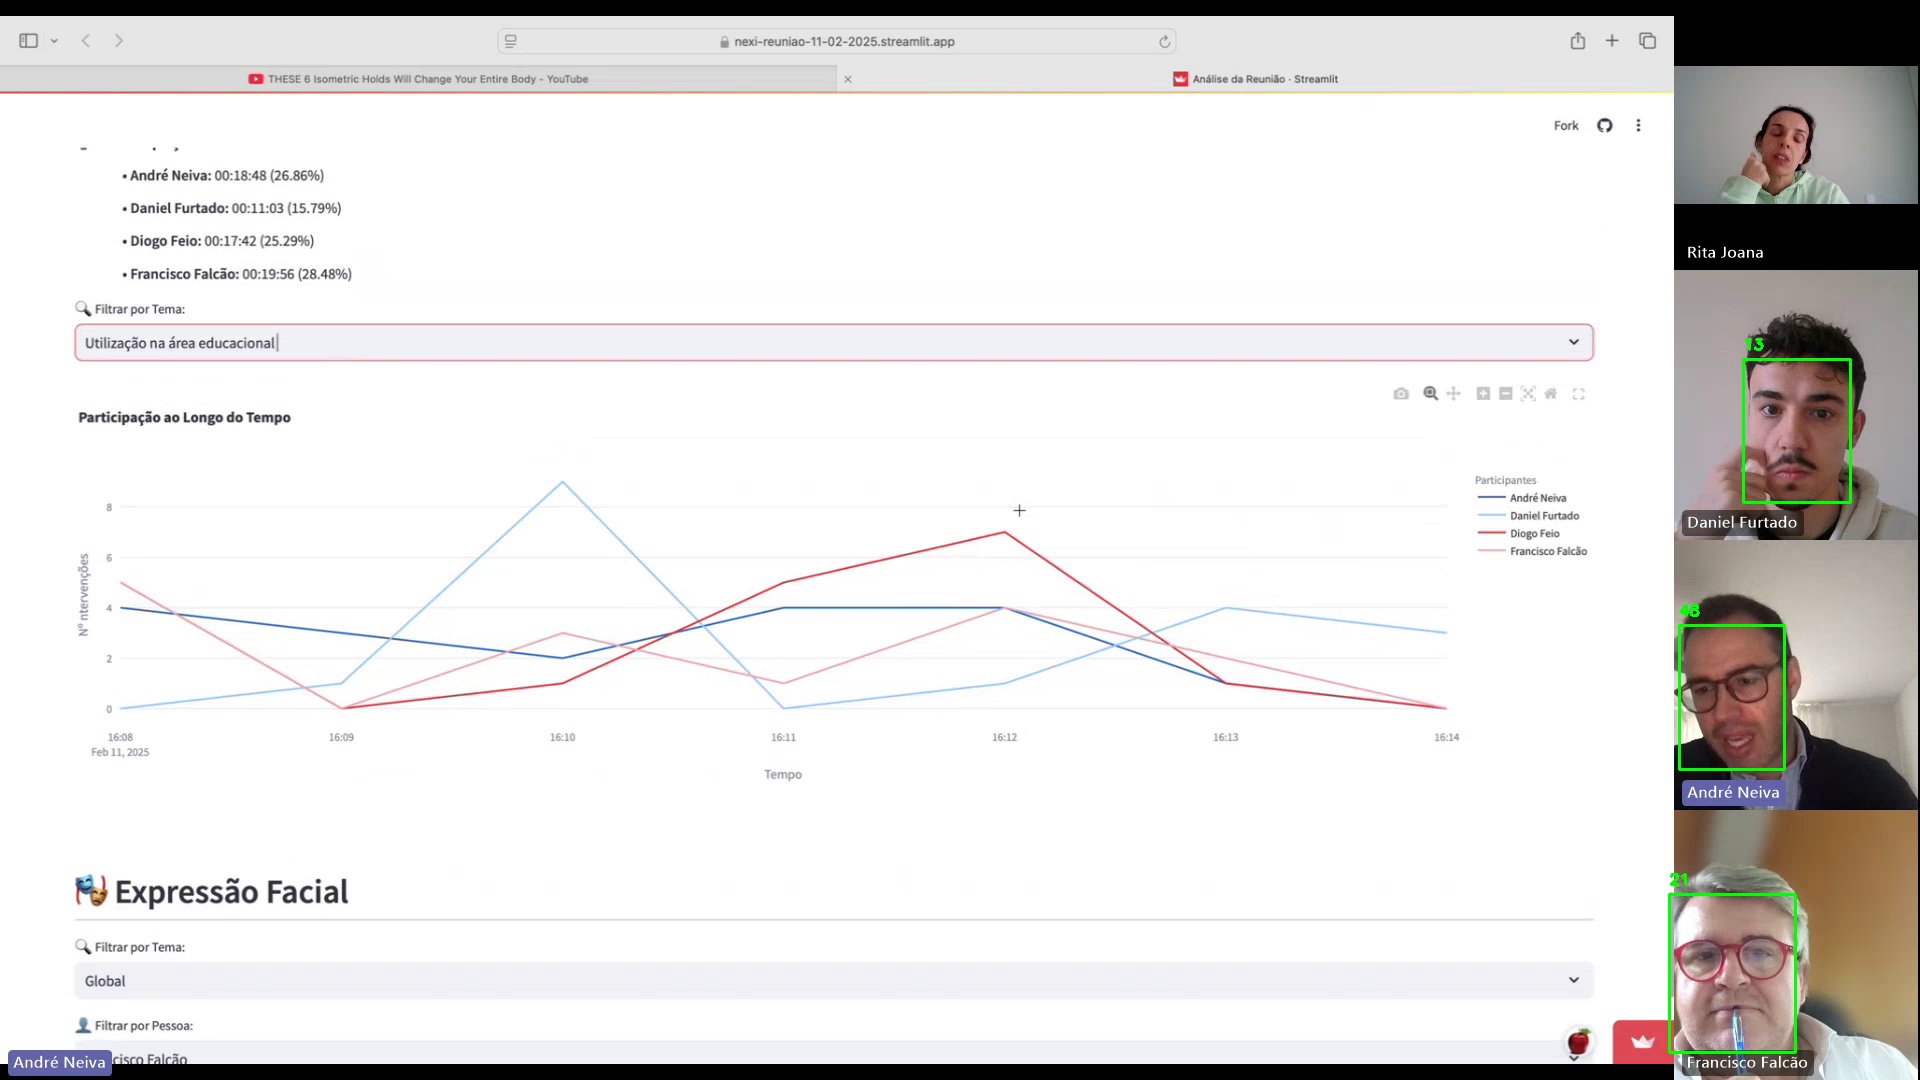 nexi-reuniao-11-02-2025.streamlit.app
THESE 6 Isometric Holds Will Change Your Entire Body - YouTube
Análise da Reunião · Streamlit
Fork
• André Neiva: 00:18:48 (26.86%)
• Daniel Furtado: 00:11:03 (15.79%)
• Diogo Feio: 00:17:42 (25.29%)
• Francisco Falcão: 00:19:56 (28.48%)
Filtrar por Tema:
Utilização na área educacional
Participação ao Longo do Tempo
Participantes
André Neiva
Daniel Furtado
Diogo Feio
Francisco Falcão
Nº ntervenções
8
6
4
2
0
16:08
16:09
16:10
16:11
16:12
16:13
16:14
Feb 11, 2025
Tempo
Expressão Facial
Filtrar por Tema:
Global
Filtrar por Pessoa:
cisco Falcão
André Neiva
Rita Joana
13
Daniel Furtado
48
André Neiva
21
Francisco Falcão